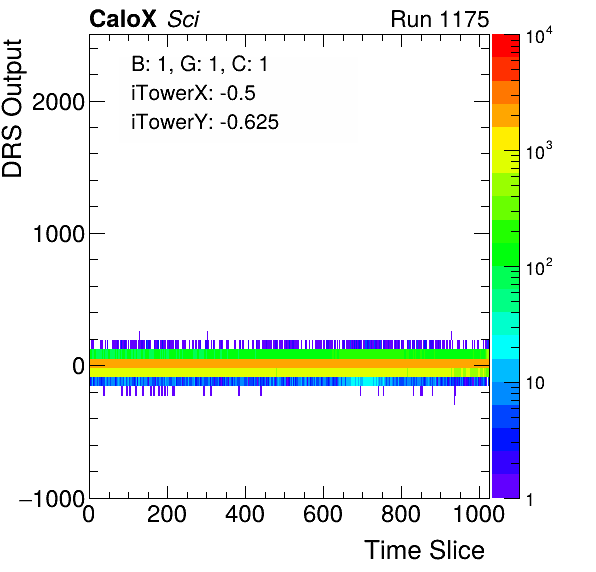 CaloX Sci
Run 1175
B: 1, G: 1, C: 1
iTowerX: -0.5
iTowerY: -0.625
DRS Output
2000
1000
0
−1000
0 200 400 600 800 1000
Time Slice
10^4
10^3
10^2
10
1